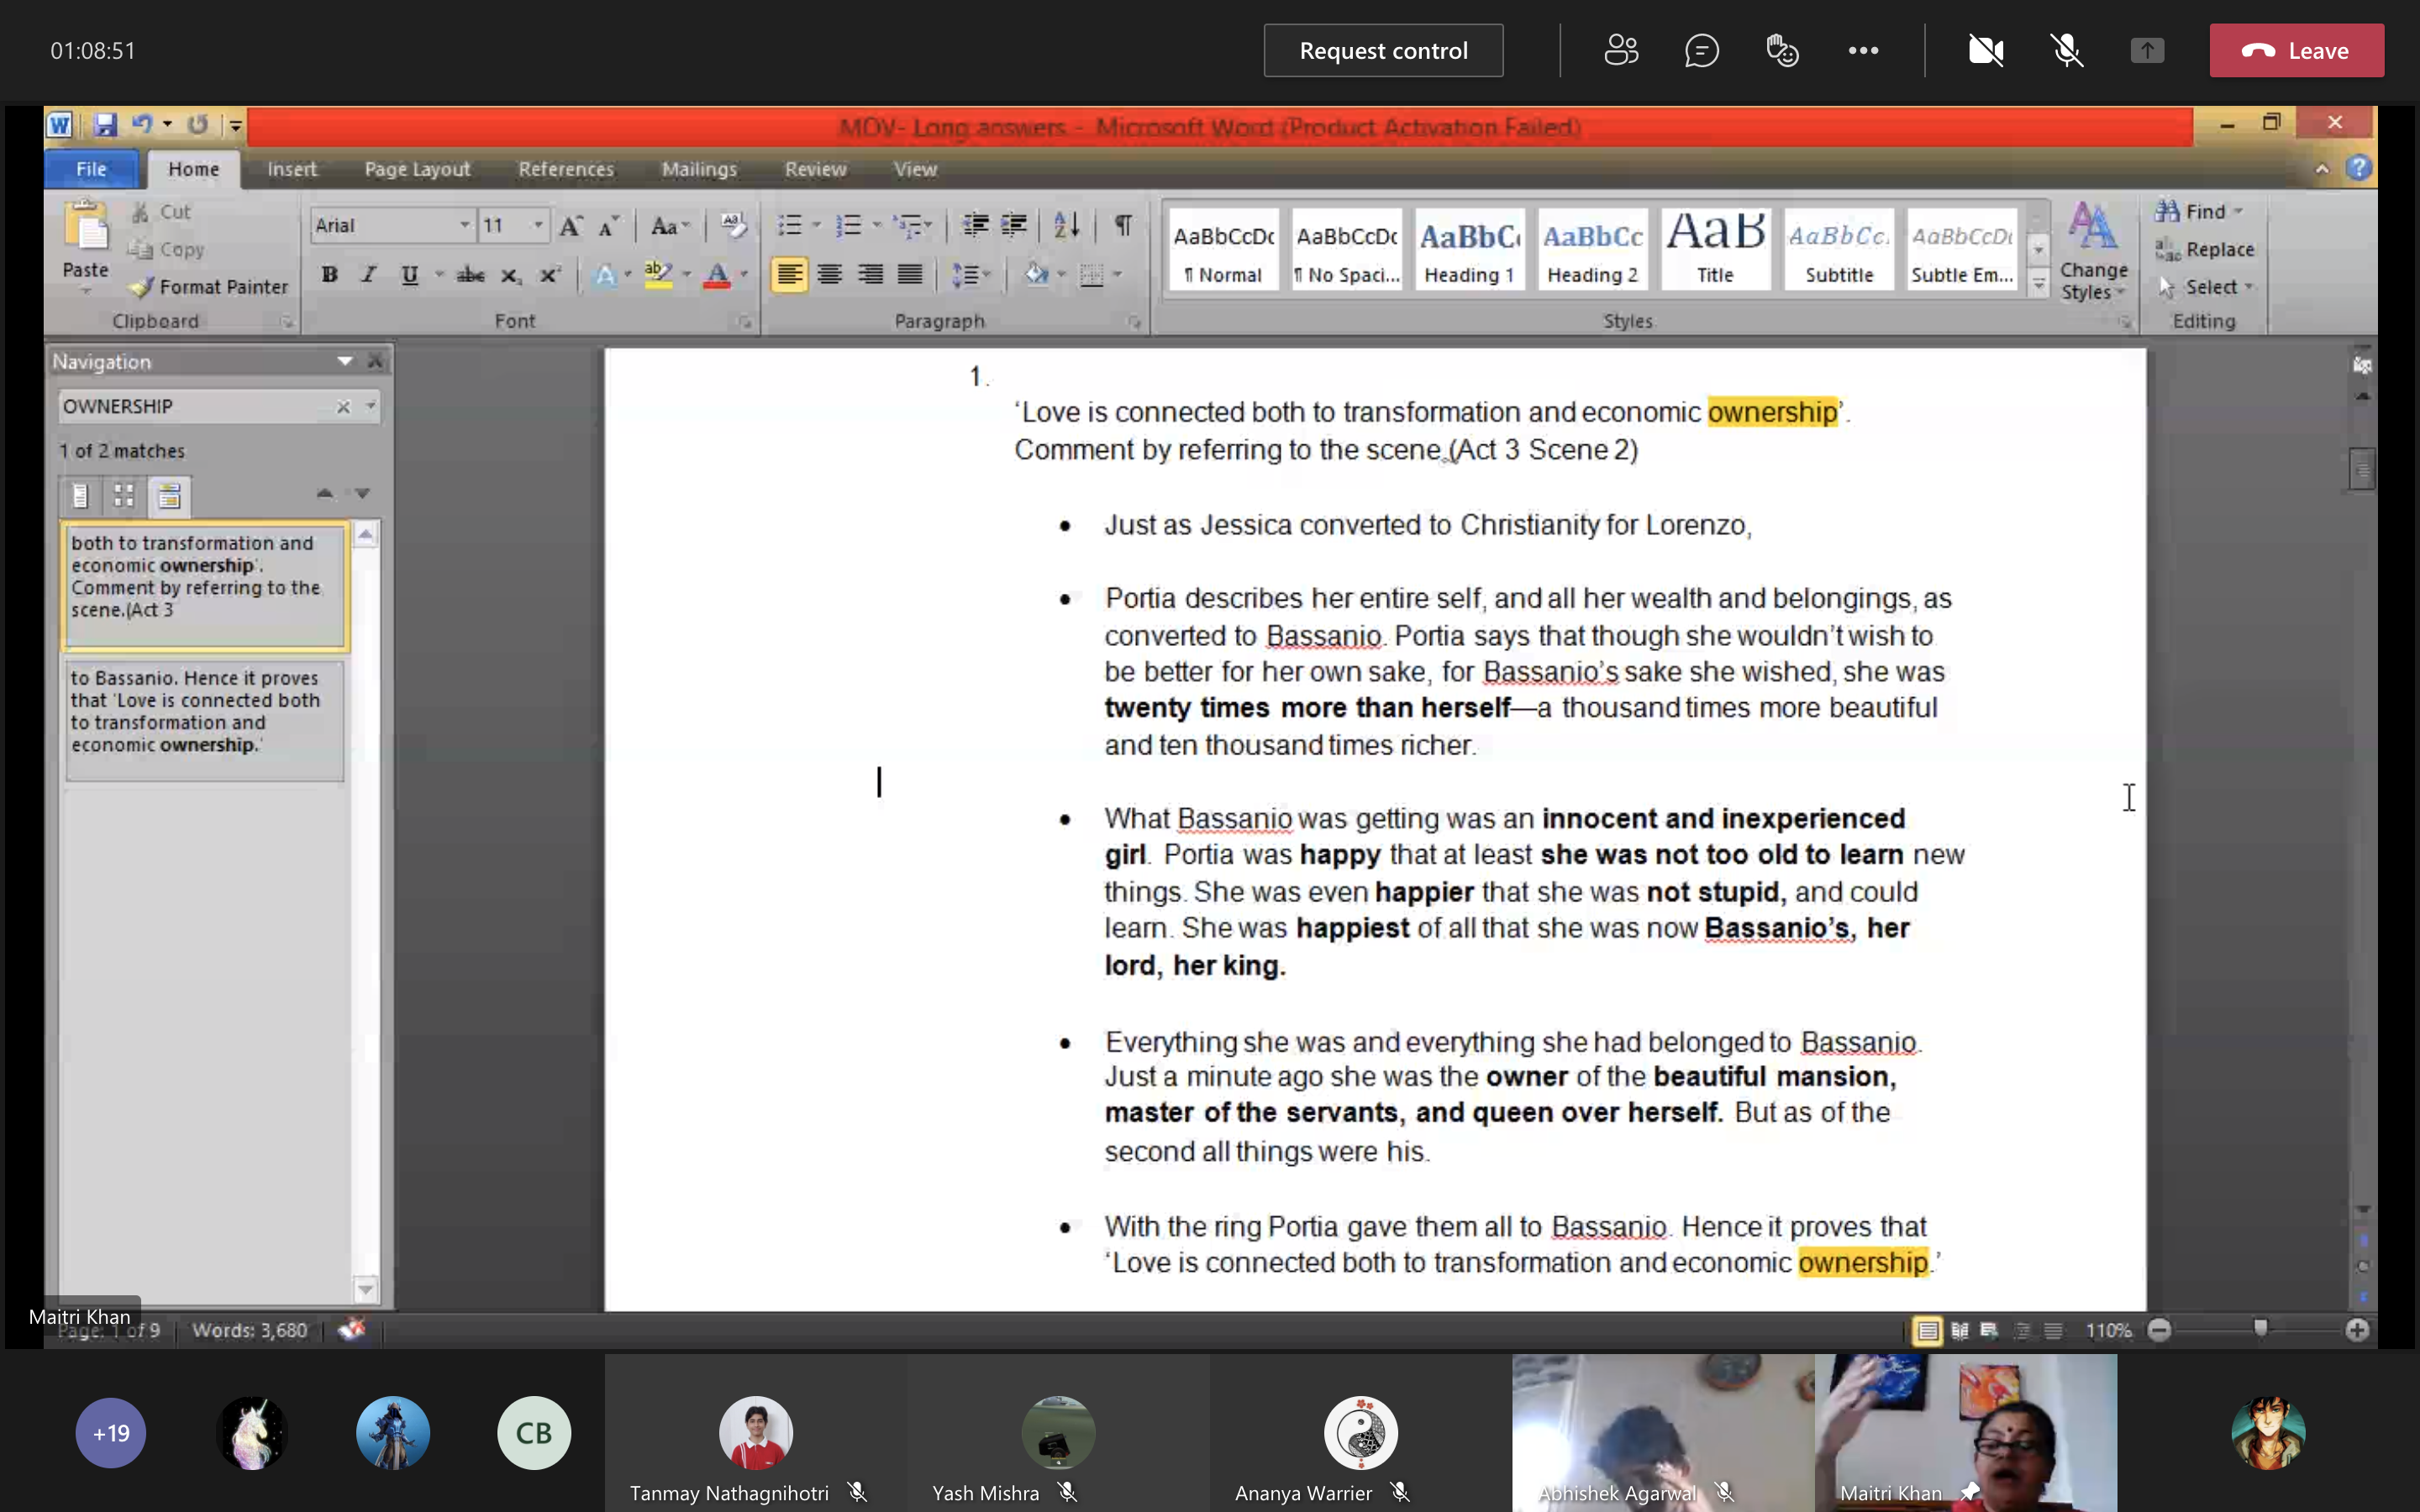 01:08:51
Request control
Leave
MOV- Long answers - Microsoft Word (Product Activation Failed)
File
Home
Insert
Page Layout
References
Mailings
Review
View
Cut
Copy
Paste
Format Painter
Clipboard
Arial
11
Font
Paragraph
AaBbCcDc
AaBbCcDc
AaBbC
AaBbCc
AaB
AaBbCc.
AaBbCcDc
¶ Normal
¶ No Spaci...
Heading 1
Heading 2
Title
Subtitle
Subtle Em...
Styles
Change
Styles
Find
Replace
Select
Editing
Navigation
OWNERSHIP
1 of 2 matches
both to transformation and
economic ownership'.
Comment by referring to the
scene.(Act 3
to Bassanio. Hence it proves
that 'Love is connected both
to transformation and
economic ownership.'
1.
‘Love is connected both to transformation and economic ownership’.
Comment by referring to the scene.(Act 3 Scene 2)
• Just as Jessica converted to Christianity for Lorenzo,
• Portia describes her entire self, and all her wealth and belongings, as
converted to Bassanio. Portia says that though she wouldn’t wish to
be better for her own sake, for Bassanio’s sake she wished, she was
twenty times more than herself—a thousand times more beautiful
and ten thousand times richer.
• What Bassanio was getting was an innocent and inexperienced
girl. Portia was happy that at least she was not too old to learn new
things. She was even happier that she was not stupid, and could
learn. She was happiest of all that she was now Bassanio’s, her
lord, her king.
• Everything she was and everything she had belonged to Bassanio.
Just a minute ago she was the owner of the beautiful mansion,
master of the servants, and queen over herself. But as of the
second all things were his.
• With the ring Portia gave them all to Bassanio. Hence it proves that
‘Love is connected both to transformation and economic ownership.’
Maitri Khan
Page: 1 of 9
Words: 3,680
110%
+19
CB
Tanmay Nathagnihotri
Yash Mishra
Ananya Warrier
Abhishek Agarwal
Maitri Khan